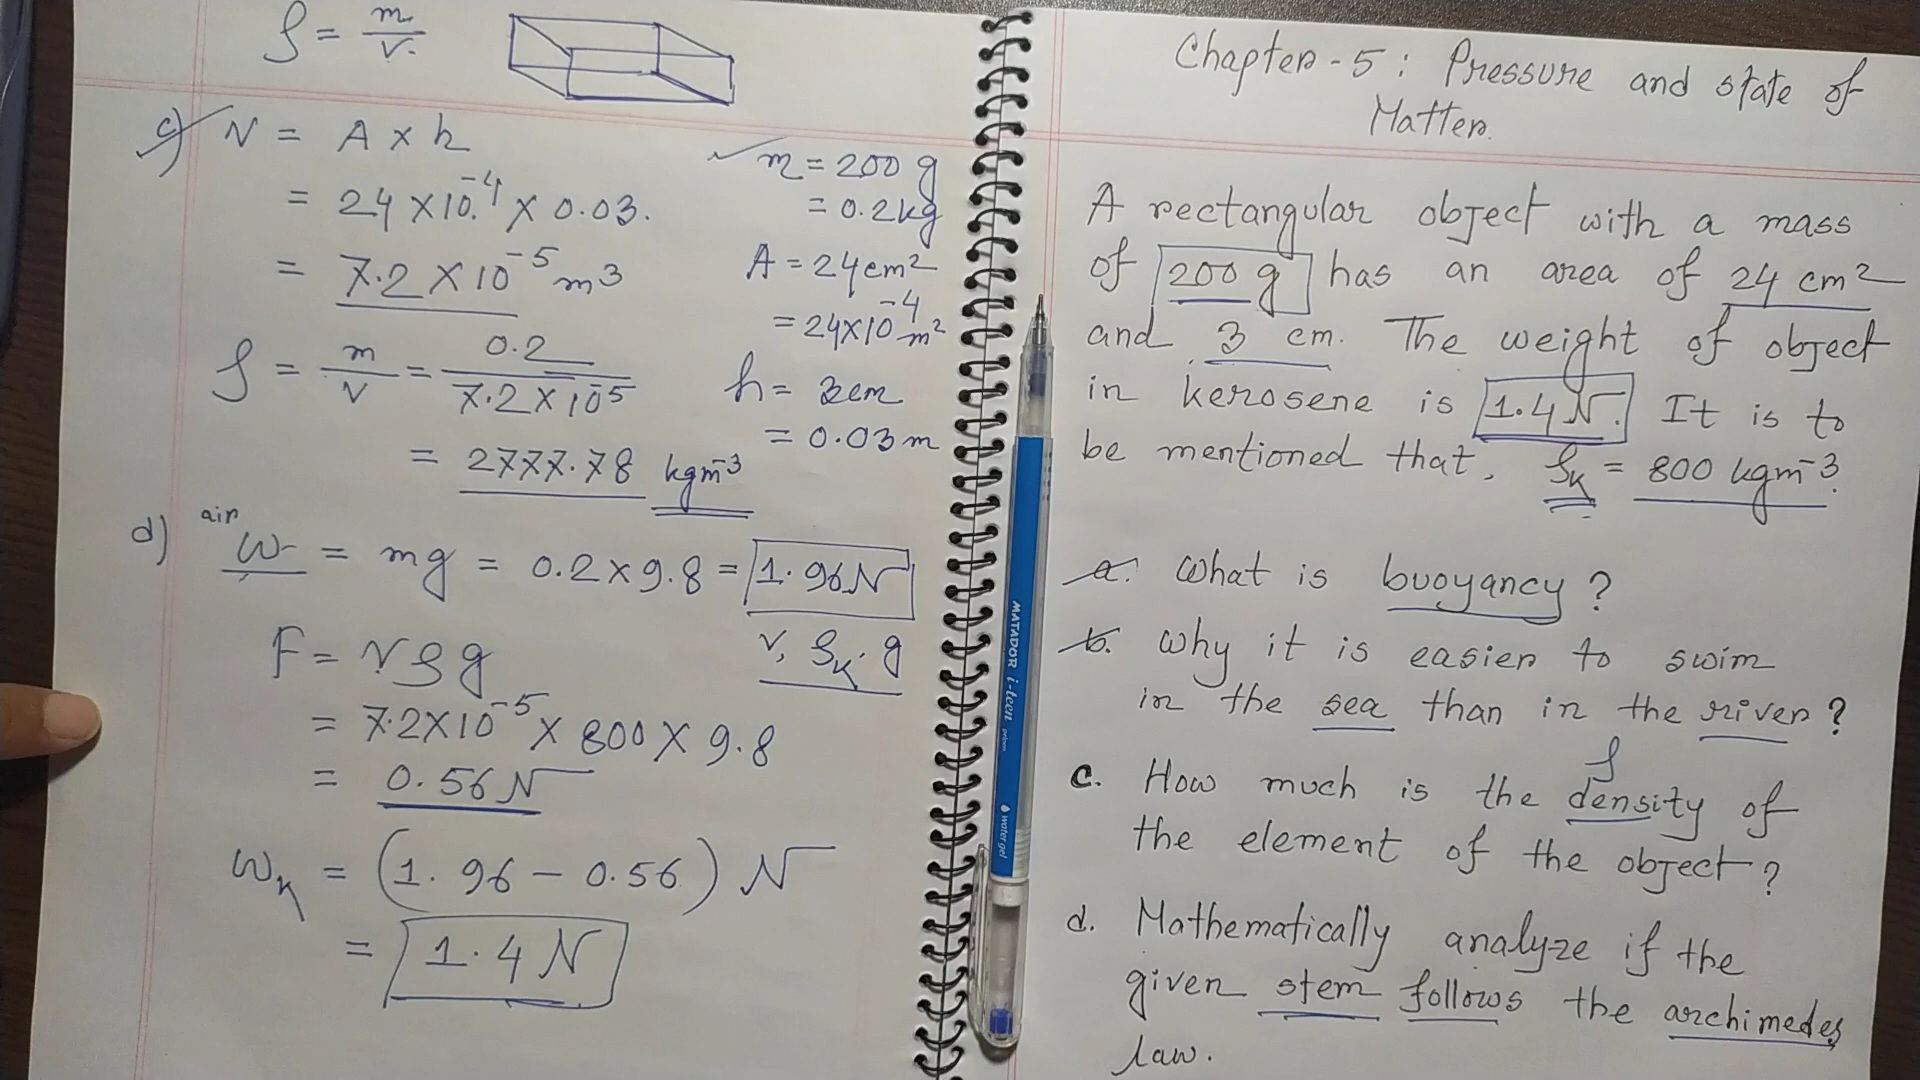 ρ = m/v
c) V = A × h
= 24 × 10⁻⁴ × 0.03.
= 7.2 × 10⁻⁵ m³
ρ = m/v = 0.2/7.2 × 10⁻⁵
= 2777.78 kgm⁻³
m = 200 g
= 0.2 kg
A = 24 cm²
= 24×10⁻⁴ m²
h = 3cm
= 0.03 m
d) air W = mg = 0.2 × 9.8 = 1.96 N
F = vρg
v, ρk. g
= 7.2×10⁻⁵ × 800 × 9.8
= 0.56 N
Wk = (1.96 – 0.56) N
= 1.4 N
MATADOR i-teen
water gel
Chapter-5: Pressure and state of
Matter.
A rectangular object with a mass
of 200 g has an area of 24 cm²
and 3 cm. The weight of object
in kerosene is 1.4 N. It is to
be mentioned that, ρk = 800 kgm⁻³.
a. What is buoyancy?
b. Why it is easier to swim
in the sea than in the river?
ρ
c. How much is the density of
the element of the object?
d. Mathematically analyze if the
given stem follows the archimedes
law.